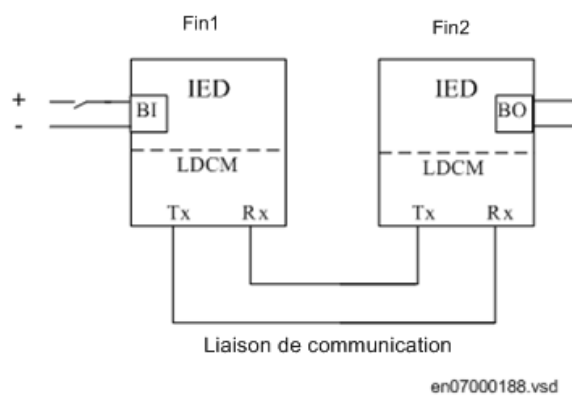 Fin1
Fin2
IED
IED
+
BI
BO
-
LDCM
LDCM
Tx Rx
Tx Rx
Liaison de communication
en07000188.vsd